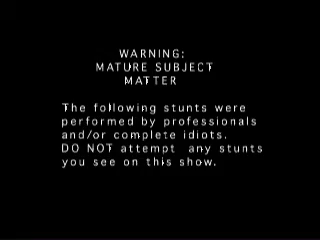 WARNING:
MATURE SUBJECT
MATTER
The following stunts were
performed by professionals
and/or complete idiots.
DO NOT attempt any stunts
you see on this show.